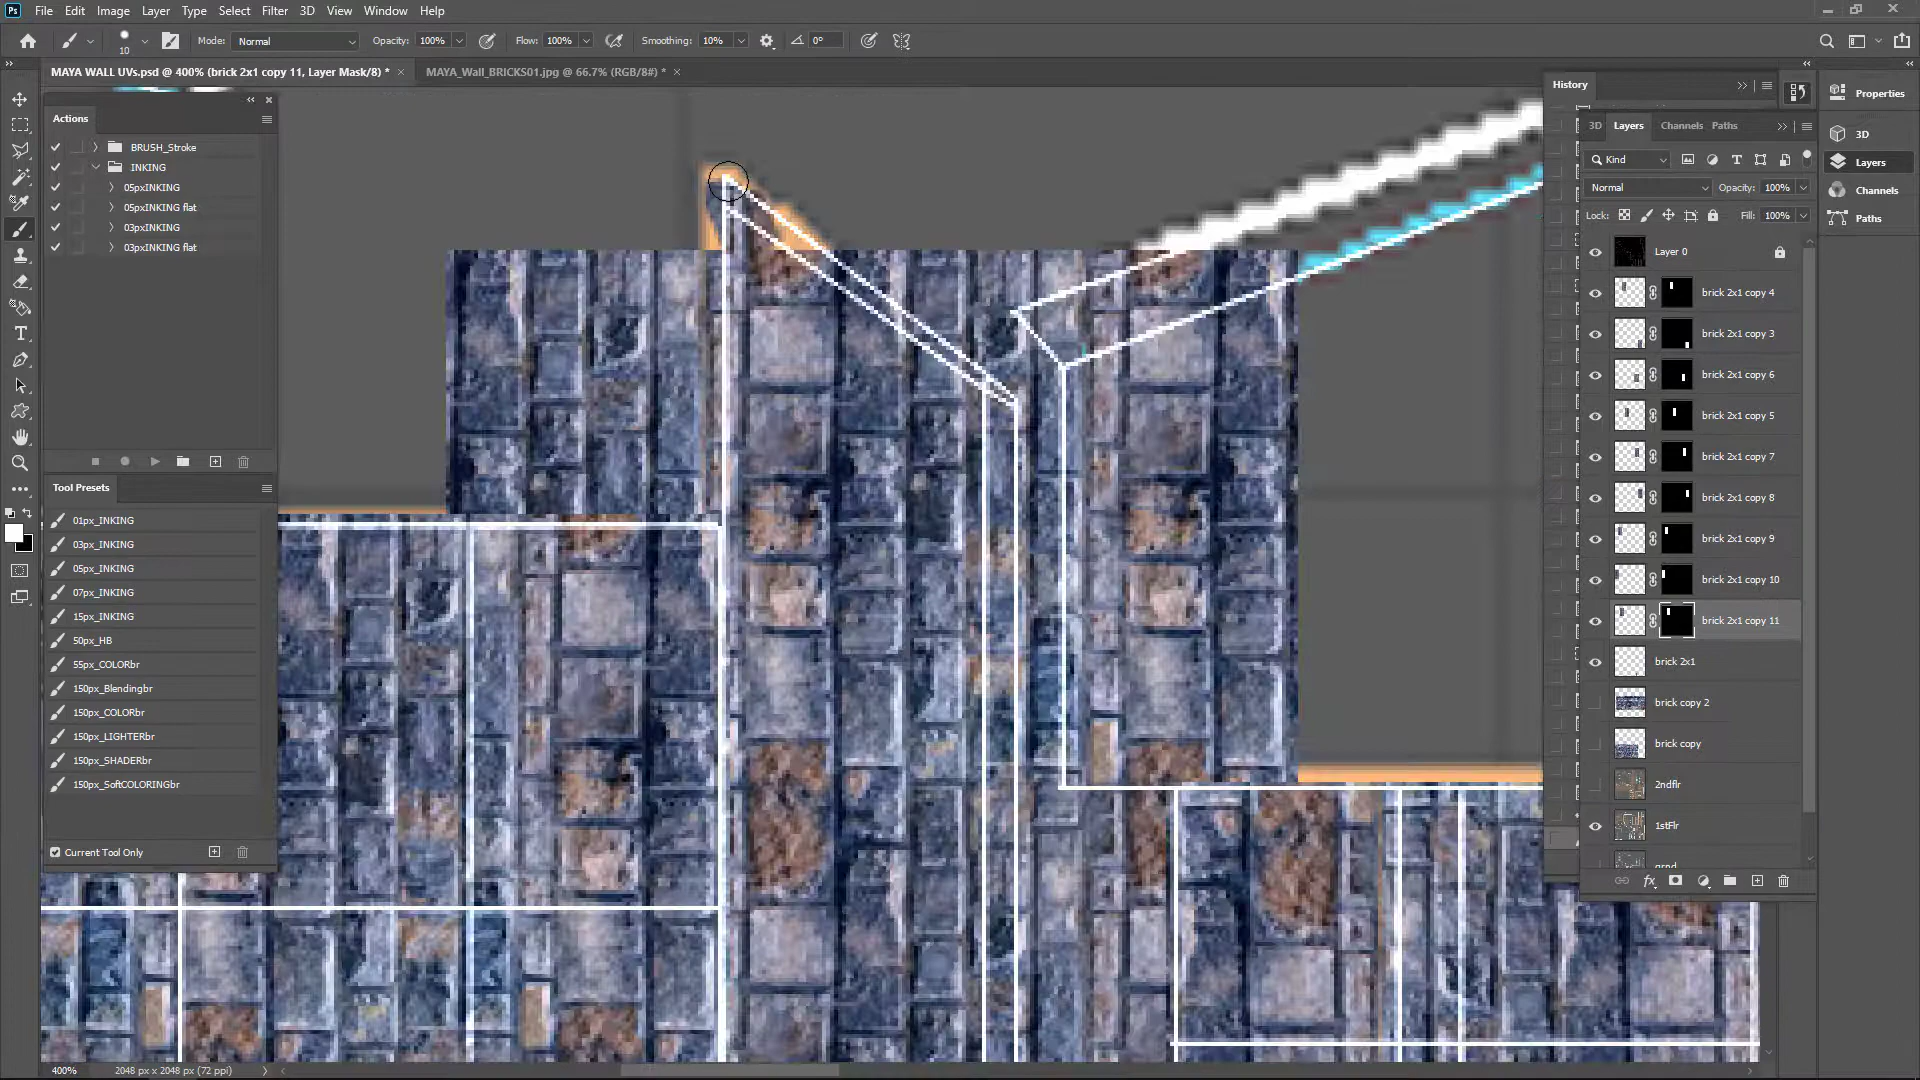 Ps File Edit Image Layer Type Select Filter 3D View Window Help
10 Mode: Normal Opacity: 100% Flow: 100% Smoothing: 10% 0°
MAYA WALL UVs.psd @ 400% (brick 2x1 copy 11, Layer Mask/8) * ×
MAYA_Wall_BRICKS01.jpg @ 66.7% (RGB/8#) * ×
Actions
BRUSH_Stroke
INKING
05pxINKING
05pxINKING flat
03pxINKING
03pxINKING flat
Tool Presets
01px_INKING
03px_INKING
05px_INKING
07px_INKING
15px_INKING
50px_HB
55px_COLORbr
150px_Blendingbr
150px_COLORbr
150px_LIGHTERbr
150px_SHADERbr
150px_SoftCOLORINGbr
Current Tool Only
History
3D Layers Channels Paths
Kind
Normal Opacity: 100%
Lock: Fill: 100%
Layer 0
brick 2x1 copy 4
brick 2x1 copy 3
brick 2x1 copy 6
brick 2x1 copy 5
brick 2x1 copy 7
brick 2x1 copy 8
brick 2x1 copy 9
brick 2x1 copy 10
brick 2x1 copy 11
brick 2x1
brick copy 2
brick copy
2ndflr
1stFlr
grnd
fx
Properties
3D
Layers
Channels
Paths
400% 2048 px x 2048 px (72 ppi)